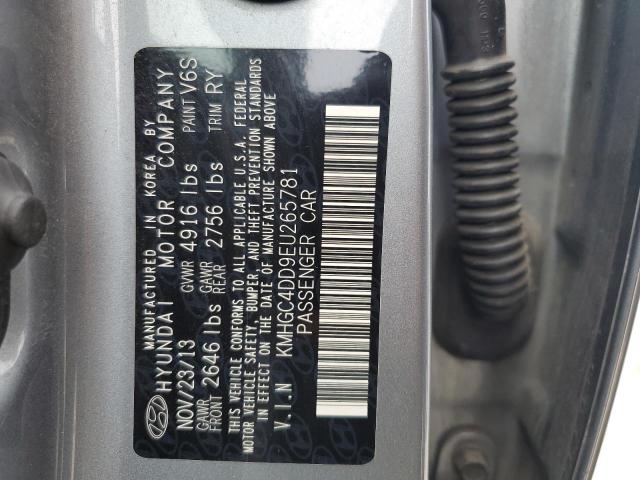 MANUFACTURED IN KOREA BY
HYUNDAI MOTOR COMPANY
NOV/23/13 GVWR 4916 lbs PAINT V6S
GAWR FRONT 2646 lbs GAWR REAR 2756 lbs TRIM RY
THIS VEHICLE CONFORMS TO ALL APPLICABLE U.S.A. FEDERAL
MOTOR VEHICLE SAFETY, BUMPER, AND THEFT PREVENTION STANDARDS
IN EFFECT ON THE DATE OF MANUFACTURE SHOWN ABOVE
V.I.N KMHGC4DD9EU265781
PASSENGER CAR